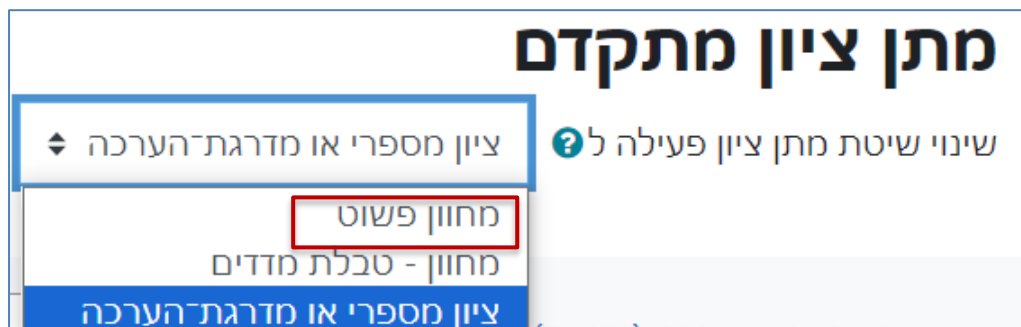 מתן ציון מתקדם
שינוי שיטת מתן ציון פעילה ל ? ציון מספרי או מדרגת־הערכה
מחוון פשוט
מחוון - טבלת מדדים
ציון מספרי או מדרגת־הערכה